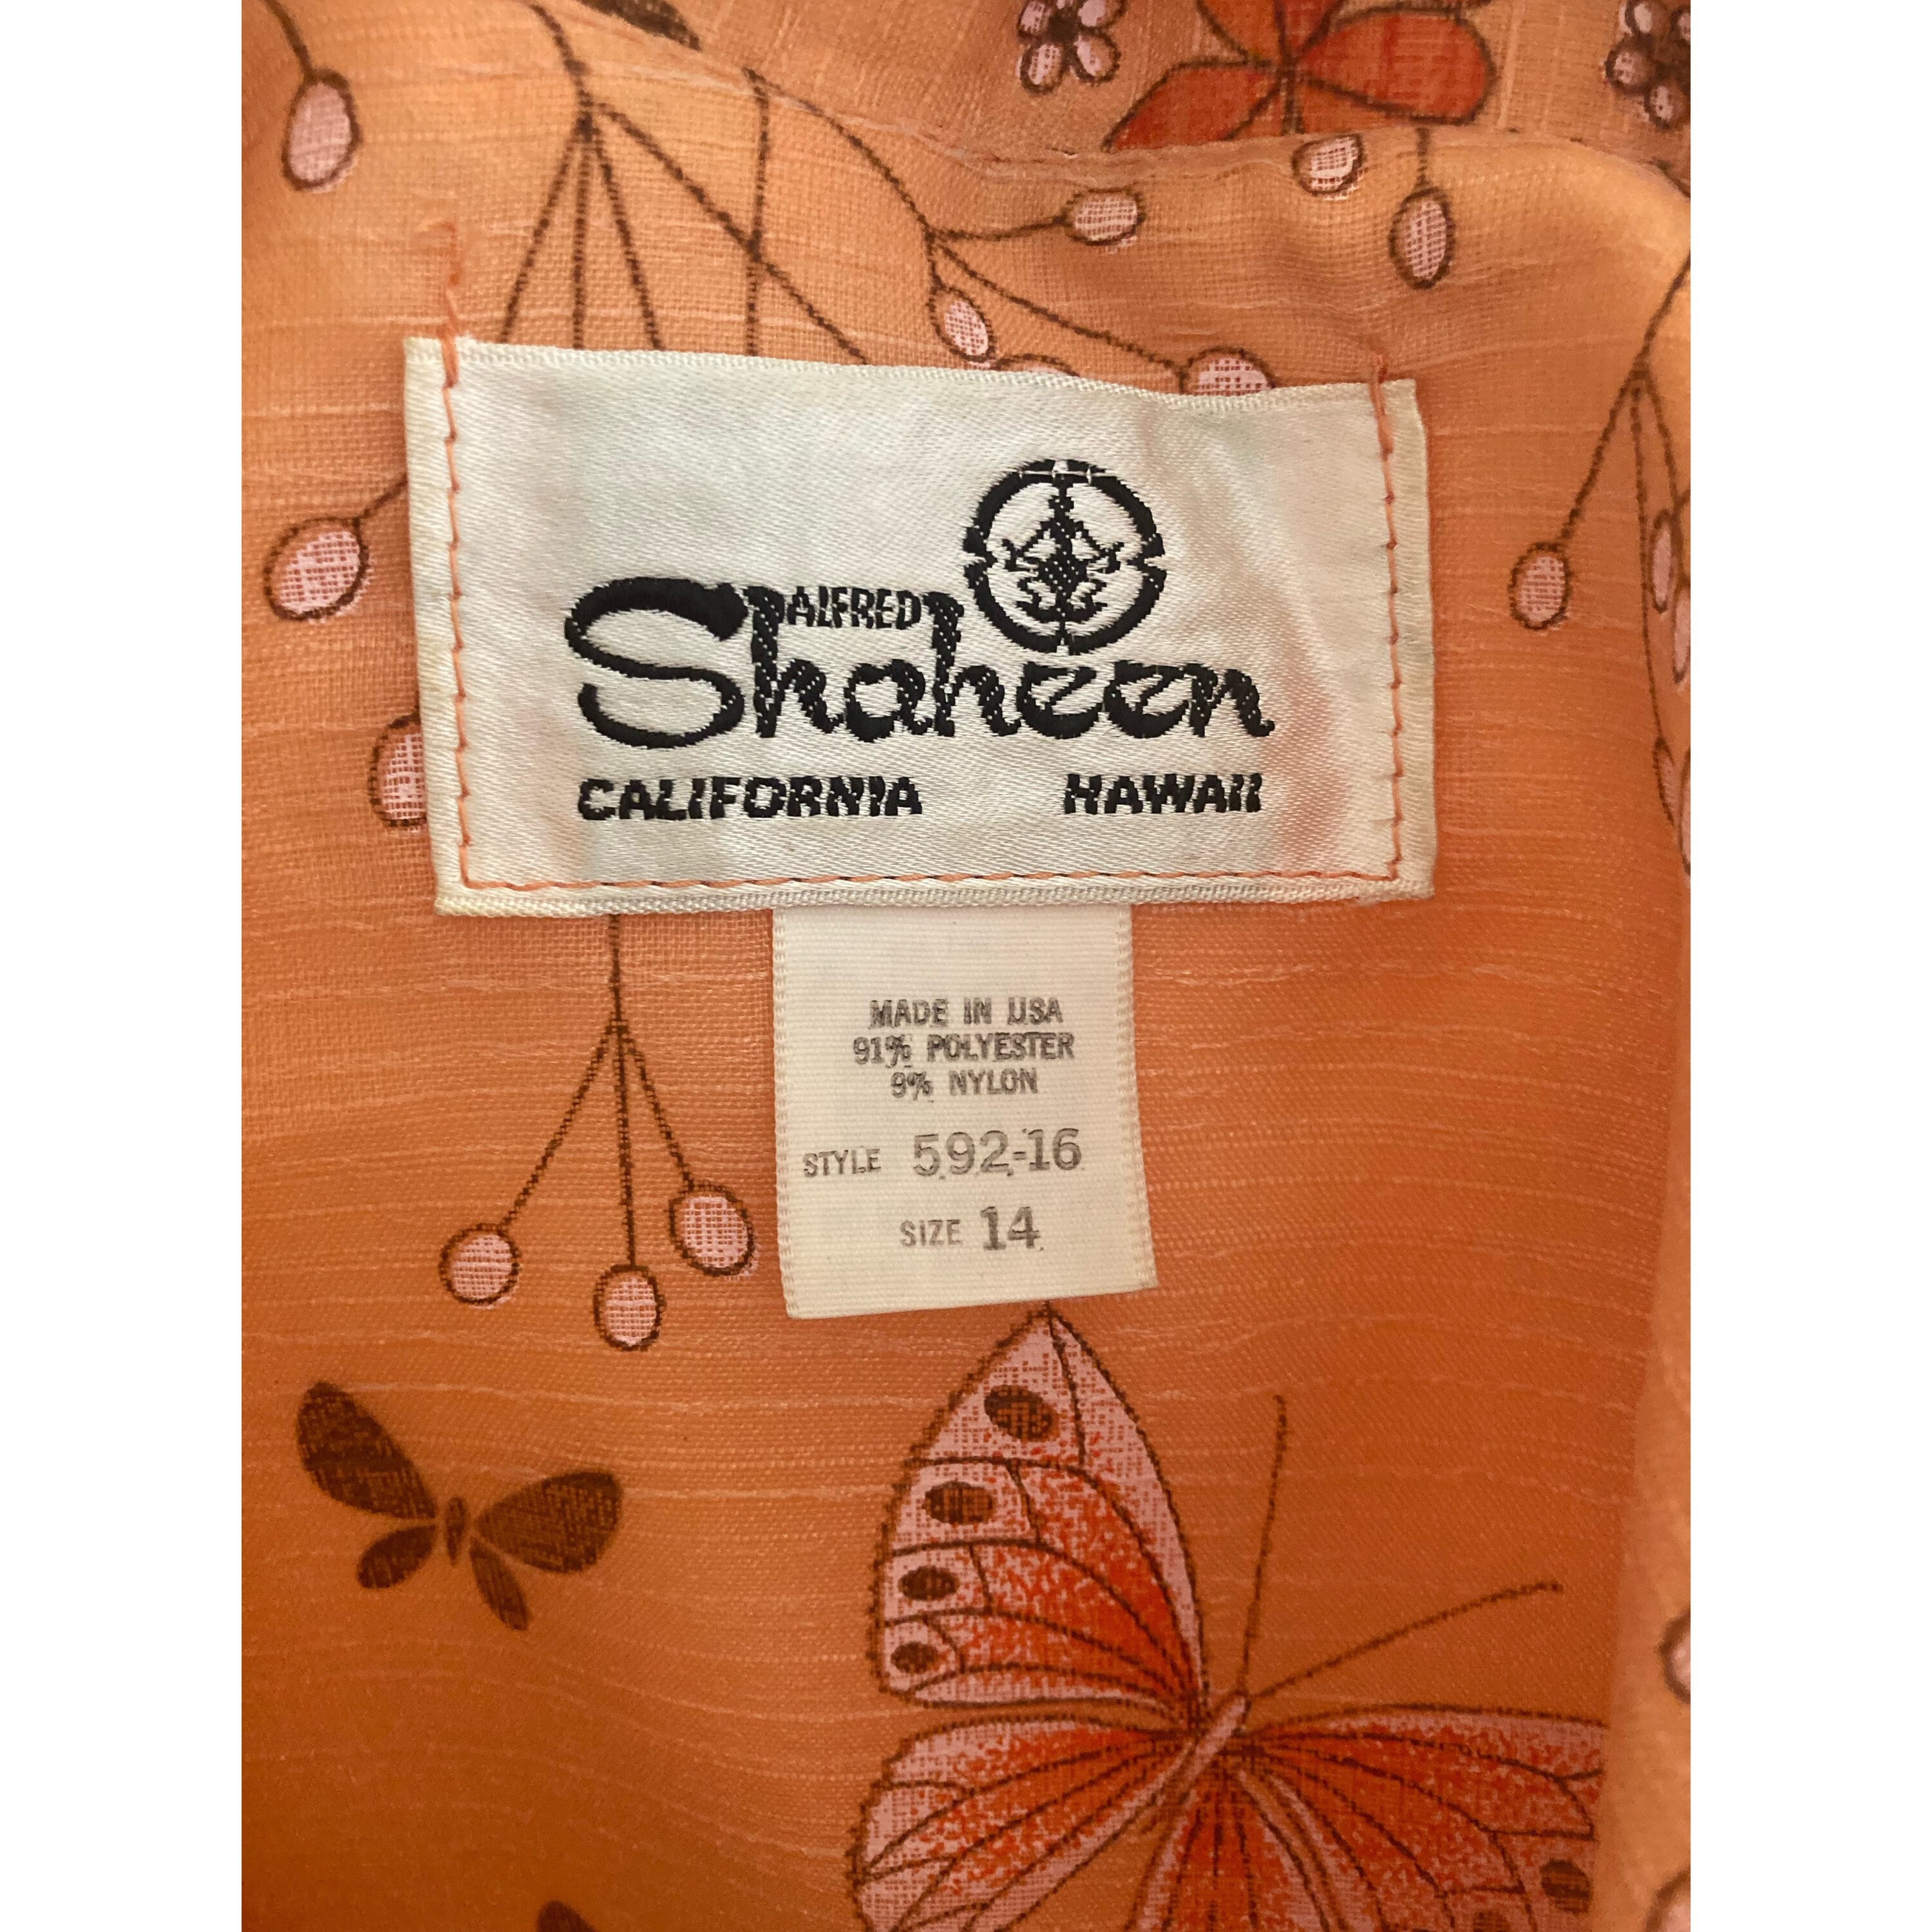 ALFRED
Shaheen
CALIFORNIA HAWAII
MADE IN USA
91% POLYESTER
9% NYLON
STYLE 592-16
SIZE 14